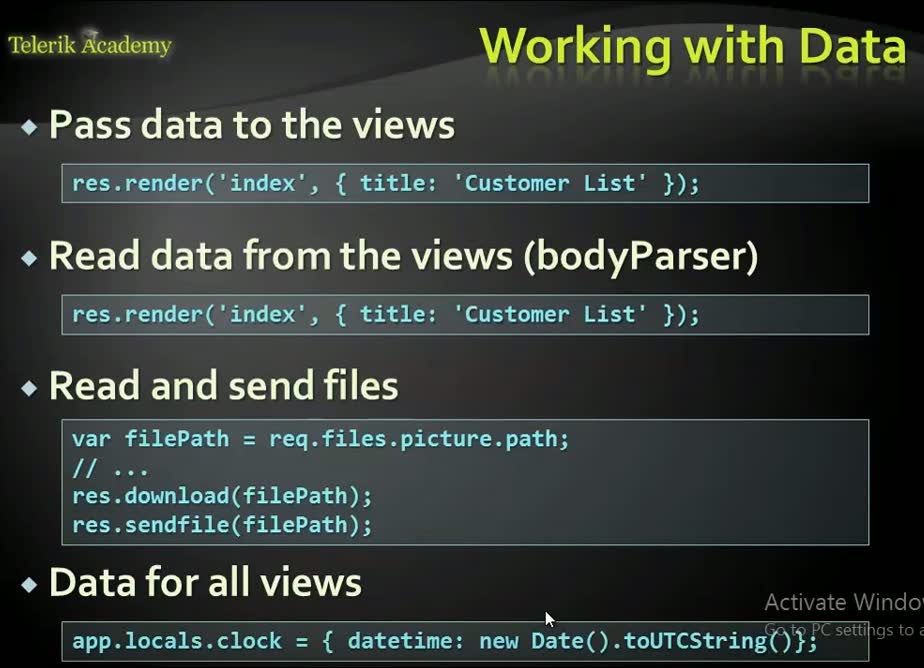 Telerik Academy
Working with Data
Pass data to the views
res.render('index', { title: 'Customer List' });
Read data from the views (bodyParser)
res.render('index', { title: 'Customer List' });
Read and send files
var filePath = req.files.picture.path;
// ...
res.download(filePath);
res.sendfile(filePath);
Data for all views
Activate Window
Go to PC settings to a
app.locals.clock = { datetime: new Date().toUTCString()};